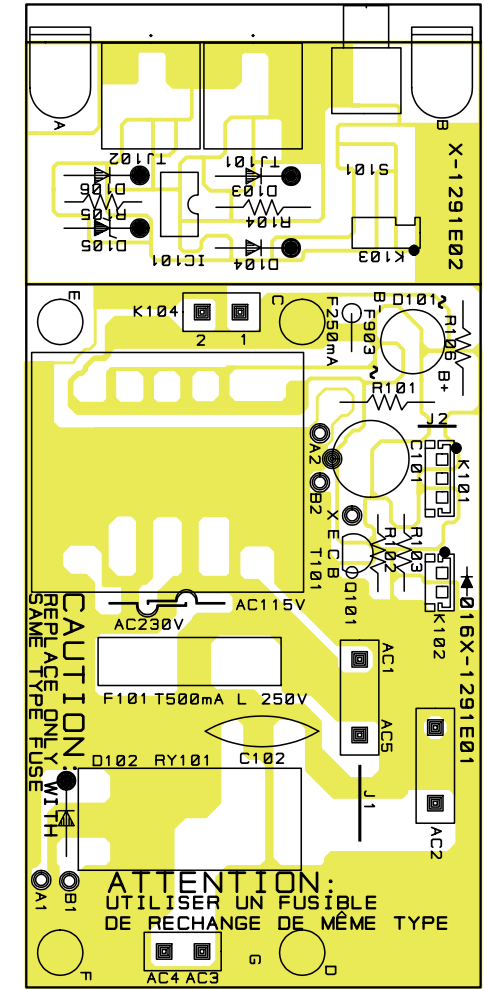 A
B
X-1291E02
TJ102
TJ101
S101
D106
R105
D105
IC101
D103
R104
D104
K103
E
K104
2 1
C
F250mA
F903
B-
D101
~
R106
B+
~
R101
J2
A2
B2
C101
K101
X E C B
T101
Q101
R102
R103
K102
016X-1291E01
AC115V
AC230V
CAUTION:
REPLACE ONLY WITH
SAME TYPE FUSE
F101 T500mA L 250V
AC1
AC5
D102 RY101
C102
J1
AC2
A1
B1
ATTENTION:
UTILISER UN FUSIBLE
DE RECHANGE DE MÊME TYPE
F
AC4 AC3
G
D